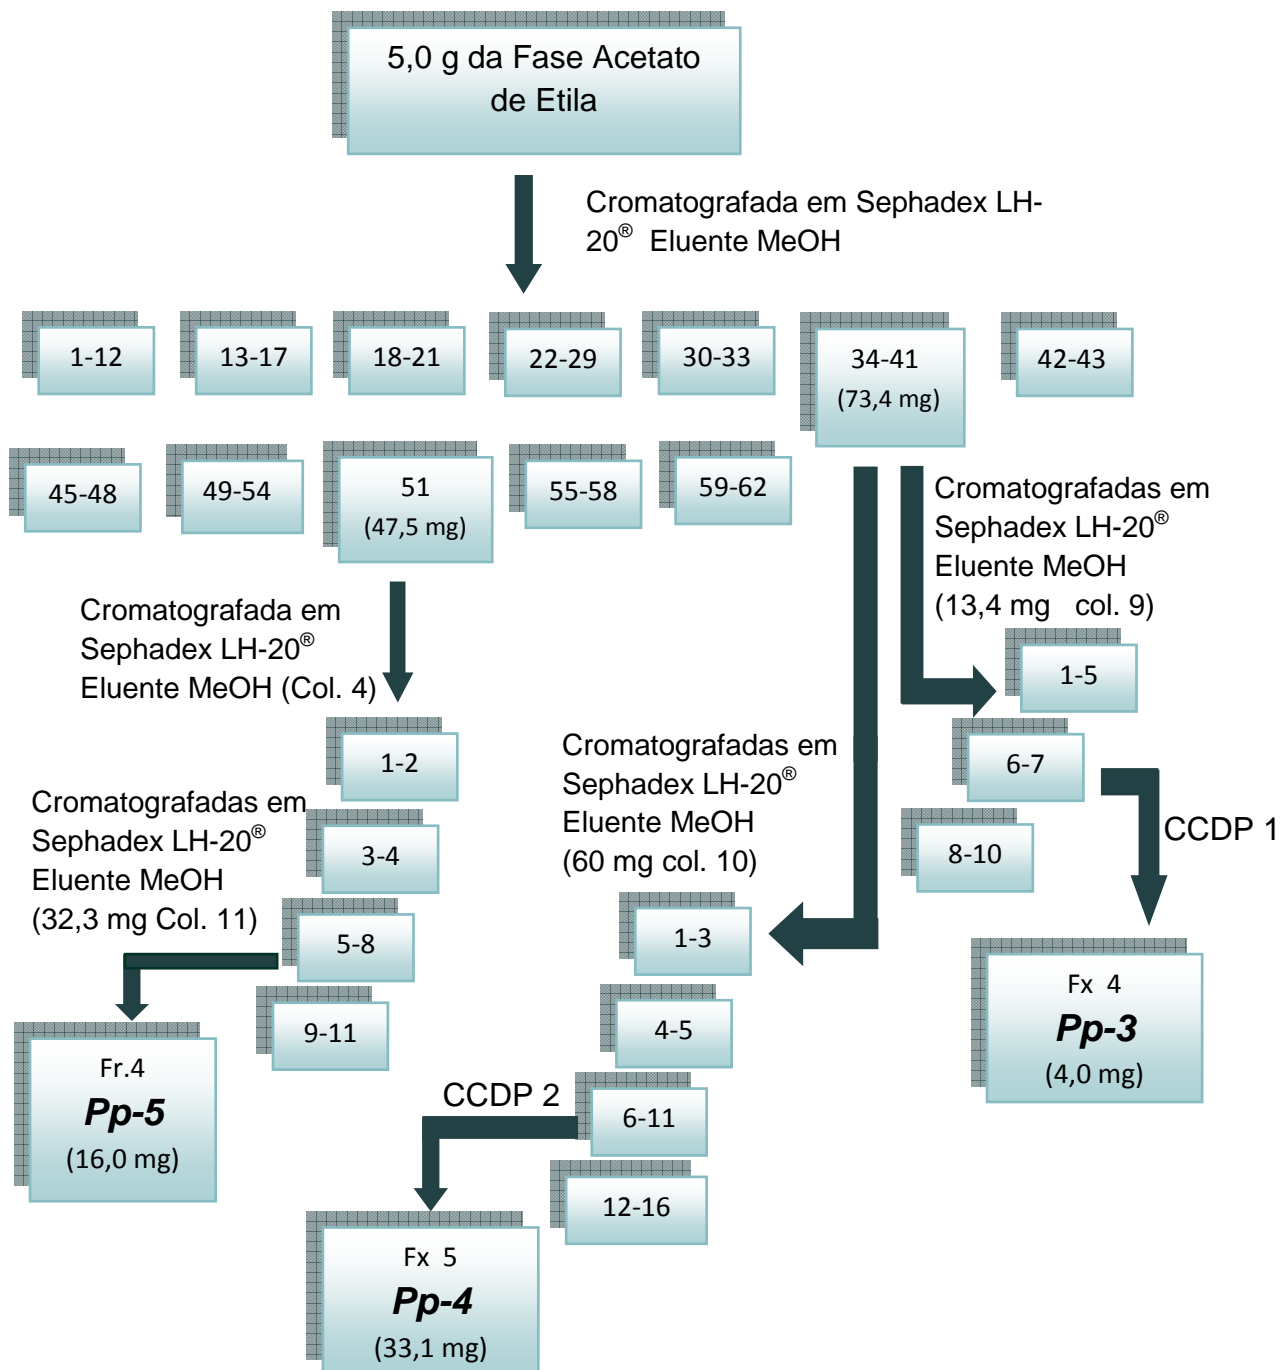 5,0 g da Fase Acetato
de Etila
Cromatografada em Sephadex LH-
20® Eluente MeOH
1-12
13-17
18-21
22-29
30-33
34-41
(73,4 mg)
42-43
45-48
49-54
51
(47,5 mg)
55-58
59-62
Cromatografadas em
Sephadex LH-20®
Eluente MeOH
(13,4 mg col. 9)
Cromatografada em
Sephadex LH-20®
Eluente MeOH (Col. 4)
1-5
6-7
8-10
CCDP 1
1-2
3-4
5-8
9-11
Cromatografadas em
Sephadex LH-20®
Eluente MeOH
(60 mg col. 10)
Cromatografadas em
Sephadex LH-20®
Eluente MeOH
(32,3 mg Col. 11)
1-3
4-5
6-11
12-16
CCDP 2
Fx 4
Pp-3
(4,0 mg)
Fr.4
Pp-5
(16,0 mg)
Fx 5
Pp-4
(33,1 mg)